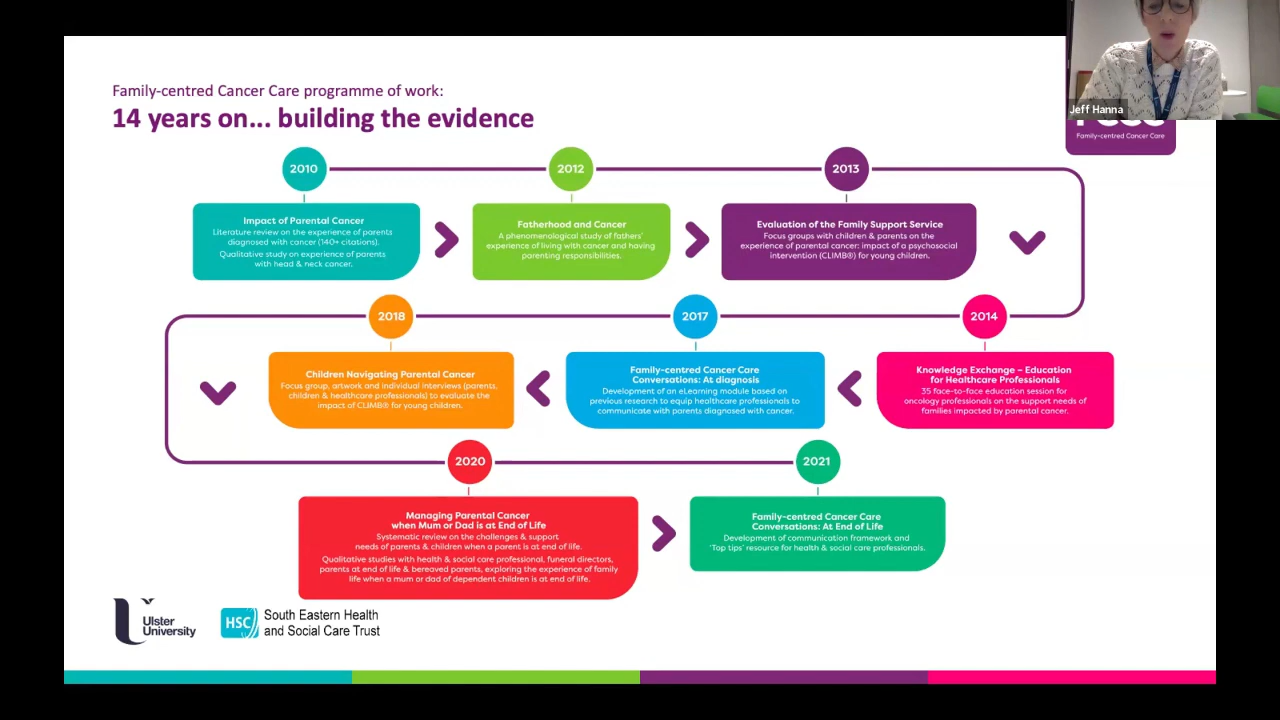 Family-centred Cancer Care programme of work:
14 years on... building the evidence
Jeff Hanna
Family-centred Cancer Care
2010
2012
2013
Impact of Parental Cancer
Literature review on the experience of parents
diagnosed with cancer (140+ citations).
Qualitative study on experience of parents
with head & neck cancer.
Fatherhood and Cancer
A phenomenological study of fathers'
experience of living with cancer and having
parenting responsibilities.
Evaluation of the Family Support Service
Focus groups with children & parents on the
experience of parental cancer: impact of a psychosocial
intervention (CLIMB®) for young children.
2014
2017
2018
Knowledge Exchange – Education
for Healthcare Professionals
35 face-to-face education session for
oncology professionals on the support needs of
families impacted by parental cancer.
Family-centred Cancer Care
Conversations: At diagnosis
Development of an eLearning module based on
previous research to equip healthcare professionals to
communicate with parents diagnosed with cancer.
Children Navigating Parental Cancer
Focus group, artwork and individual interviews (parents,
children & healthcare professionals) to evaluate the
impact of CLIMB® for young children.
2020
2021
Managing Parental Cancer
when Mum or Dad is at End of Life
Systematic review on the challenges & support
needs of parents & children when a parent is at end of life.
Qualitative studies with health & social care professional, funeral directors,
parents at end of life & bereaved parents, exploring the experience of family
life when a mum or dad of dependent children is at end of life.
Family-centred Cancer Care
Conversations: At End of Life
Development of communication framework and
'Top tips' resource for health & social care professionals.
Ulster
University
HSC
South Eastern Health
and Social Care Trust